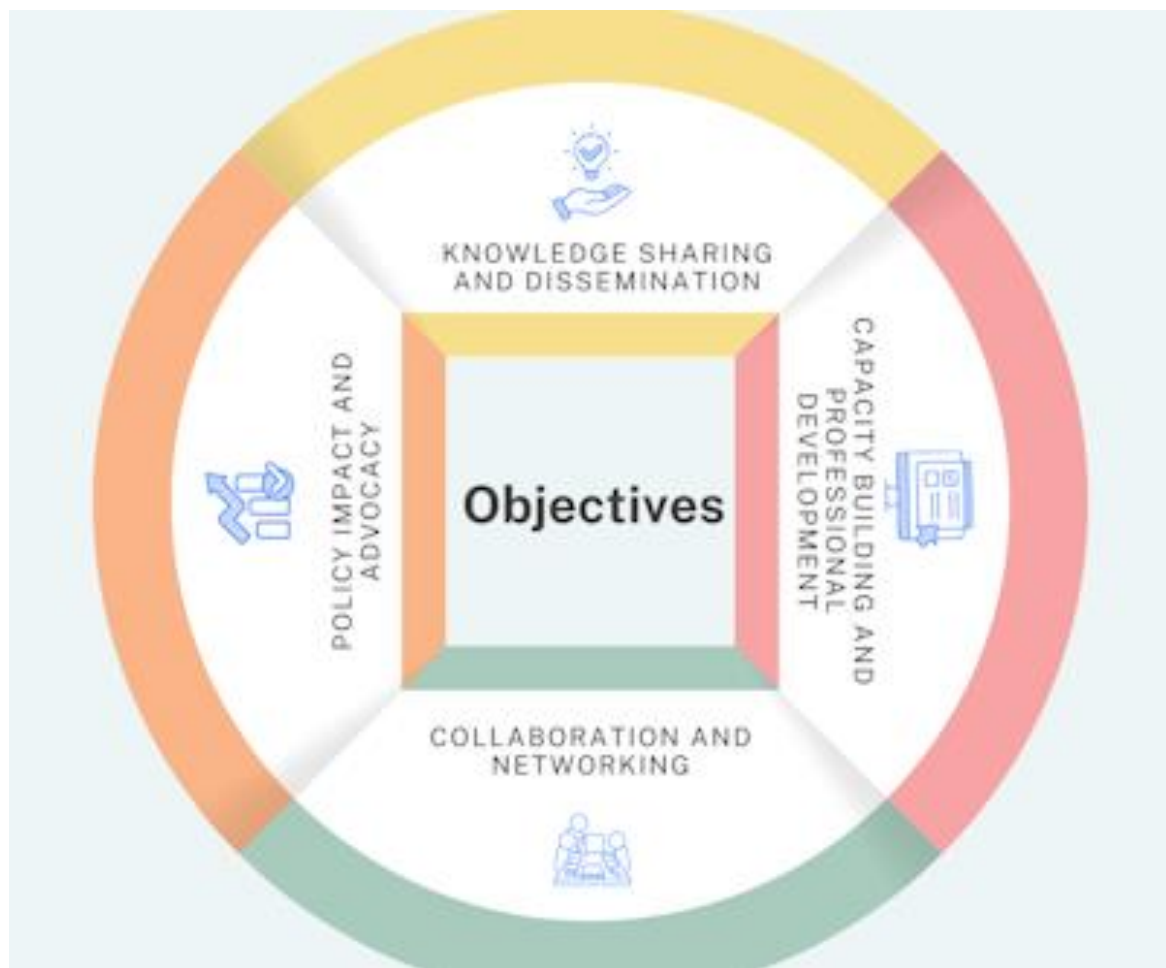 KNOWLEDGE SHARING
AND DISSEMINATION
CAPACITY BUILDING AND
PROFESSIONAL
DEVELOPMENT
COLLABORATION AND
NETWORKING
POLICY IMPACT AND
ADVOCACY
Objectives